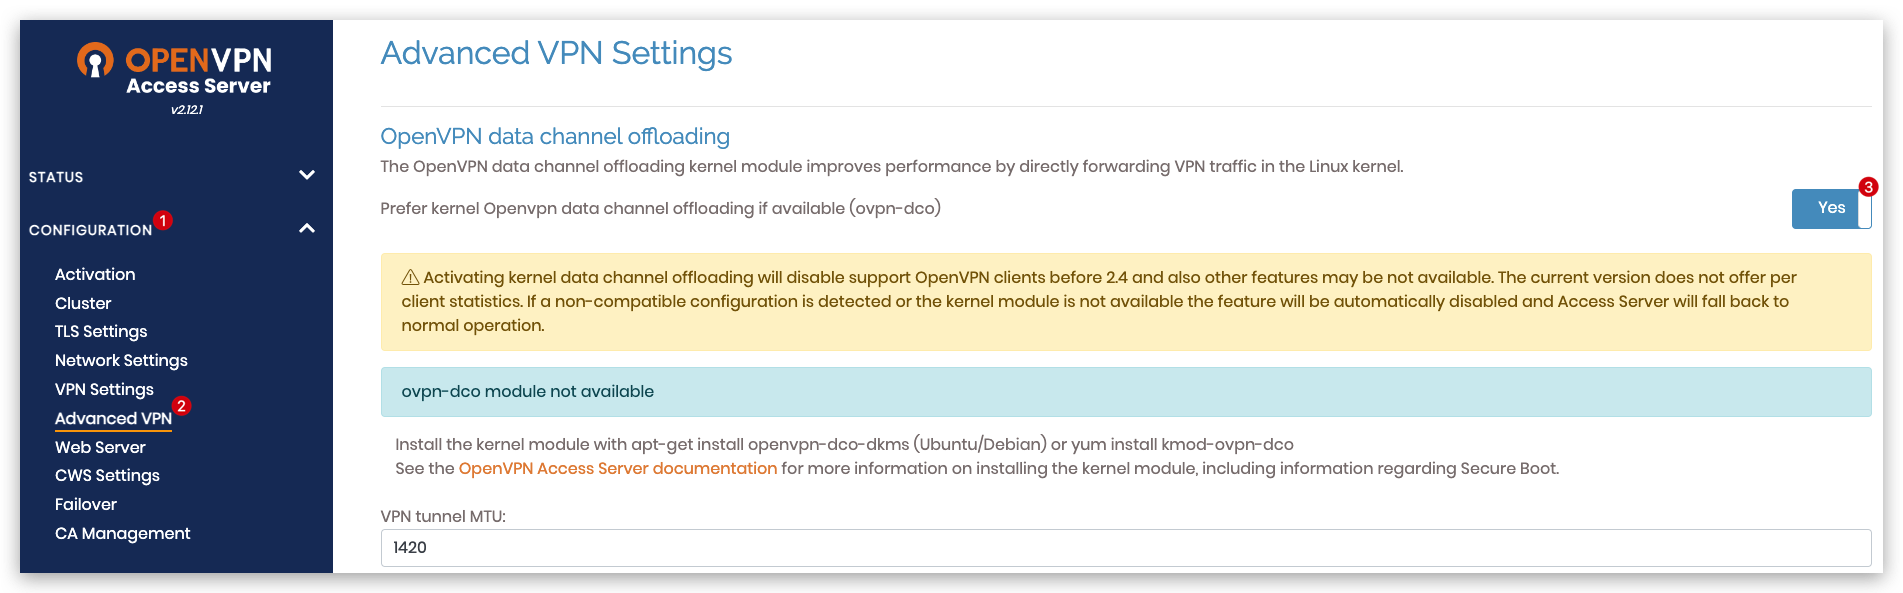 OPENVPN
Access Server
v2.12.1
STATUS
CONFIGURATION 1
Activation
Cluster
TLS Settings
Network Settings
VPN Settings
Advanced VPN 2
Web Server
CWS Settings
Failover
CA Management
Advanced VPN Settings
OpenVPN data channel offloading
The OpenVPN data channel offloading kernel module improves performance by directly forwarding VPN traffic in the Linux kernel.
Prefer kernel Openvpn data channel offloading if available (ovpn-dco)
Yes 3
Activating kernel data channel offloading will disable support OpenVPN clients before 2.4 and also other features may be not available. The current version does not offer per
client statistics. If a non-compatible configuration is detected or the kernel module is not available the feature will be automatically disabled and Access Server will fall back to
normal operation.
ovpn-dco module not available
Install the kernel module with apt-get install openvpn-dco-dkms (Ubuntu/Debian) or yum install kmod-ovpn-dco
See the OpenVPN Access Server documentation for more information on installing the kernel module, including information regarding Secure Boot.
VPN tunnel MTU:
1420